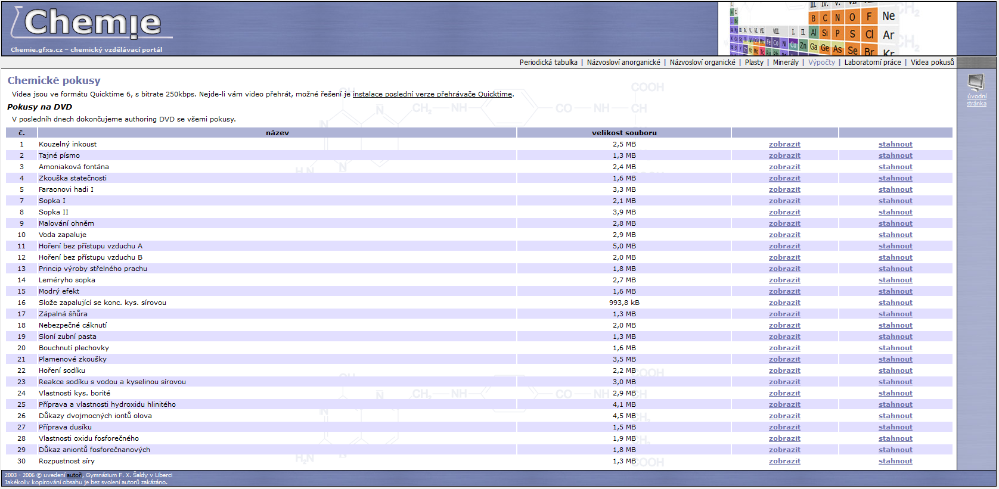 Chemie
Chemie.gfxs.cz – chemický vzdělávací portál
Periodická tabulka | Názvosloví anorganické | Názvosloví organické | Plasty | Minerály | Výpočty | Laboratorní práce | Videa pokusů
úvodní
stránka
Chemické pokusy
Videa jsou ve formátu Quicktime 6, s bitrate 250kbps. Nejde-li vám video přehrát, možné řešení je instalace poslední verze přehrávače Quicktime.
Pokusy na DVD
V posledníh dnech dokončujeme authoring DVD se všemi pokusy.
č. název velikost souboru
1 Kouzelný inkoust 2,5 MB zobrazit stahnout
2 Tajné písmo 1,3 MB zobrazit stahnout
3 Amoniaková fontána 2,4 MB zobrazit stahnout
4 Zkouška statečnosti 1,6 MB zobrazit stahnout
5 Faraonovi hadi I 3,3 MB zobrazit stahnout
7 Sopka I 2,1 MB zobrazit stahnout
8 Sopka II 3,9 MB zobrazit stahnout
9 Malování ohněm 2,8 MB zobrazit stahnout
10 Voda zapaluje 2,9 MB zobrazit stahnout
11 Hoření bez přístupu vzduchu A 5,0 MB zobrazit stahnout
12 Hoření bez přístupu vzduchu B 2,0 MB zobrazit stahnout
13 Princip výroby střelného prachu 1,8 MB zobrazit stahnout
14 Leméryho sopka 2,7 MB zobrazit stahnout
15 Modrý efekt 1,6 MB zobrazit stahnout
16 Slože zapalující se konc. kys. sírovou 993,8 kB zobrazit stahnout
17 Zápalná šňůra 1,3 MB zobrazit stahnout
18 Nebezpečné cáknutí 2,0 MB zobrazit stahnout
19 Sloní zubní pasta 1,3 MB zobrazit stahnout
20 Bouchnutí plechovky 1,6 MB zobrazit stahnout
21 Plamenové zkoušky 3,5 MB zobrazit stahnout
22 Hoření sodíku 2,2 MB zobrazit stahnout
23 Reakce sodíku s vodou a kyselinou sírovou 3,0 MB zobrazit stahnout
24 Vlastnosti kys. borité 2,9 MB zobrazit stahnout
25 Příprava a vlastnosti hydroxidu hlinitého 4,1 MB zobrazit stahnout
26 Důkazy dvojmocných iontů olova 4,5 MB zobrazit stahnout
27 Příprava dusíku 1,5 MB zobrazit stahnout
28 Vlastnosti oxidu fosforečného 1,9 MB zobrazit stahnout
29 Důkaz aniontů fosforečnanových 1,8 MB zobrazit stahnout
30 Rozpustnost síry 1,3 MB zobrazit stahnout
2003 - 2006 © uvedení autoři, Gymnázium F. X. Šaldy v Liberci
Jakékoliv kopírování obsahu je bez svolení autorů zakázáno.